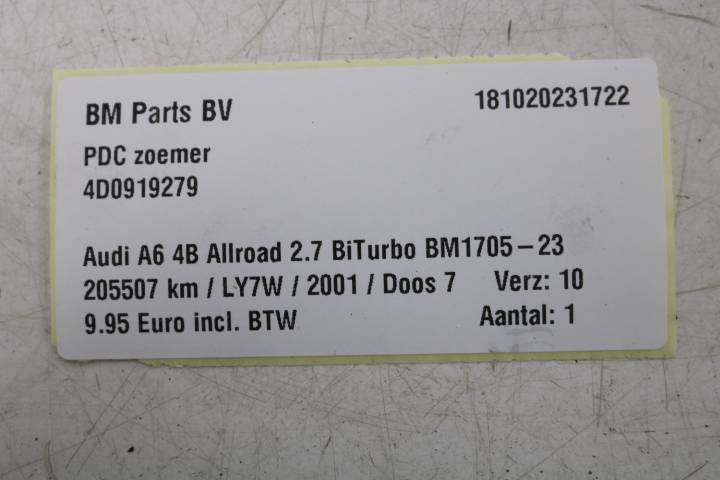 BM Parts BV 181020231722
PDC zoemer
4D0919279
Audi A6 4B Allroad 2.7 BiTurbo BM1705-23
205507 km / LY7W / 2001 / Doos 7 Verz: 10
9.95 Euro incl. BTW Aantal: 1